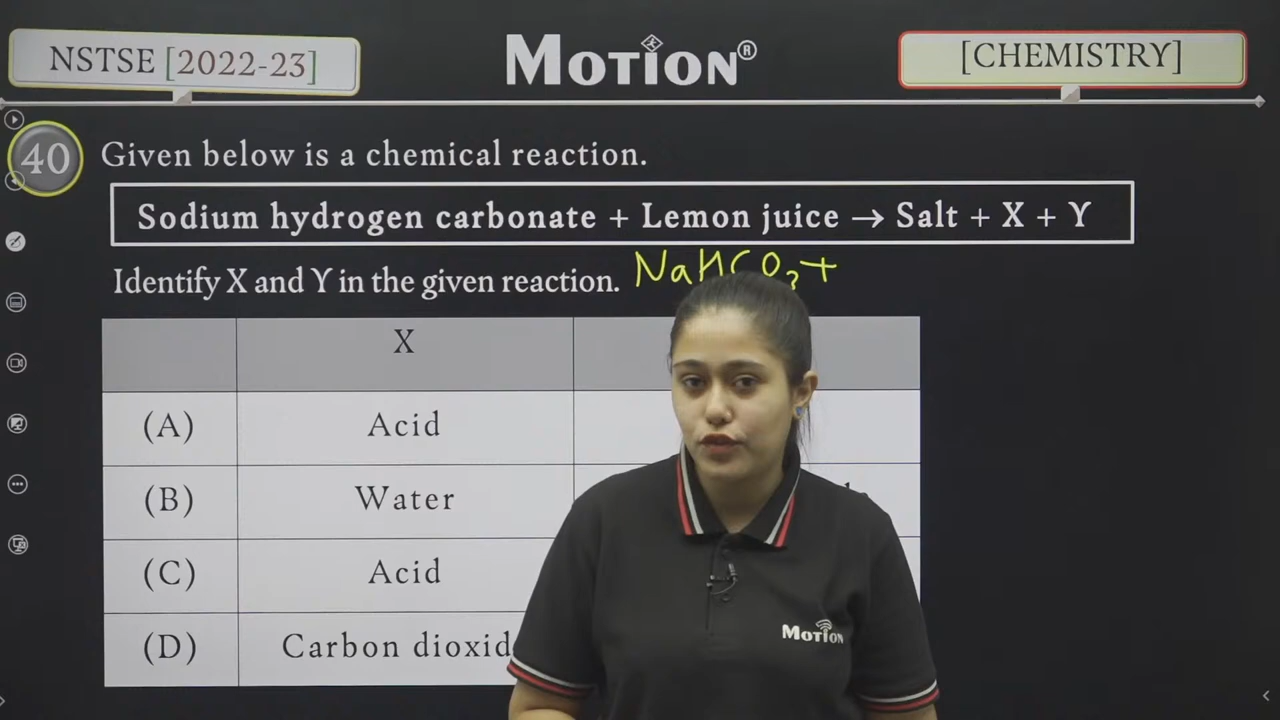 NSTSE [2022-23]
MOTION®
[CHEMISTRY]
40 Given below is a chemical reaction.
Sodium hydrogen carbonate + Lemon juice → Salt + X + Y
Identify X and Y in the given reaction.
NaHCO₃+
X
(A) Acid
(B) Water
(C) Acid
(D) Carbon dioxid
MOTION